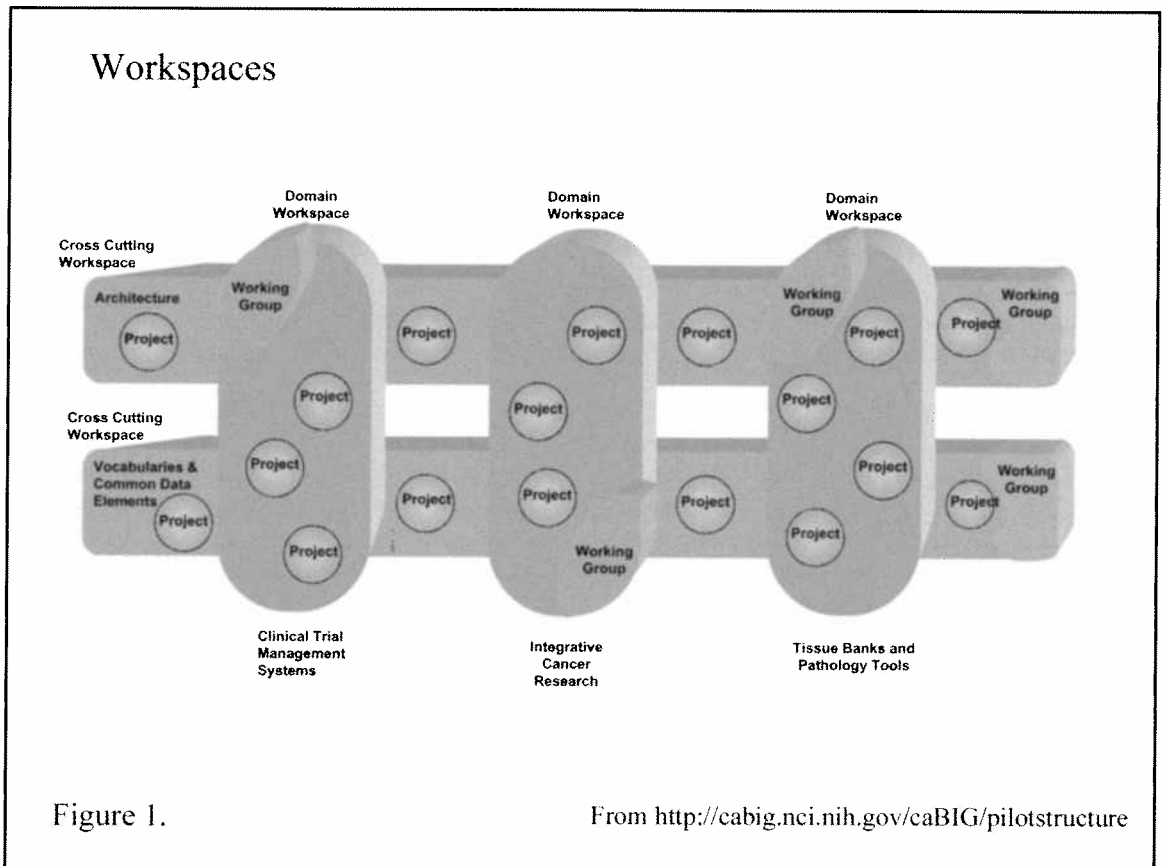 Workspaces
Domain
Workspace
Domain
Workspace
Domain
Workspace
Cross Cutting
Workspace
Architecture
Project
Working
Group
Project
Project
Project
Working
Group
Project
Project
Working
Group
Project
Project
Project
Cross Cutting
Workspace
Vocabularies &
Common Data
Elements
Project
Project
Project
Project
Project
Working
Group
Project
Project
Project
Project
Working
Group
Clinical Trial
Management
Systems
Integrative
Cancer
Research
Tissue Banks and
Pathology Tools
Figure 1.
From http://cabig.nci.nih.gov/caBIG/pilotstructure